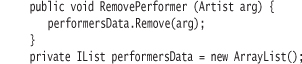 public void RemovePerformer (Artist arg) {
performersData.Remove(arg);
}
private IList performersData = new ArrayList();